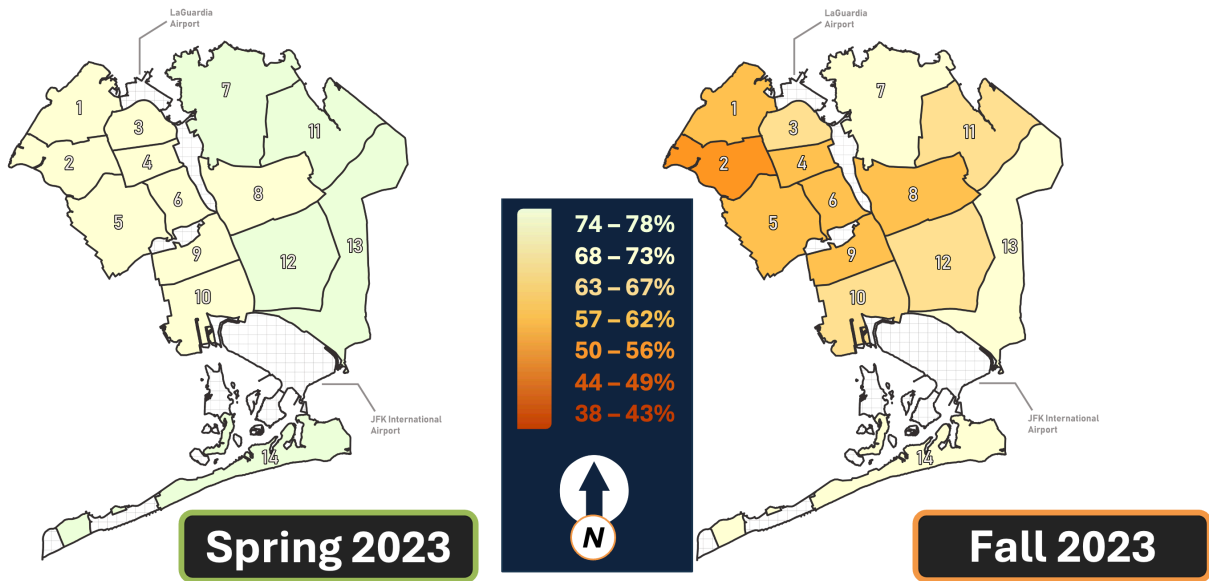 LaGuardia
Airport
1
2
3
4
5
6
7
8
9
10
11
12
13
14
JFK International
Airport
Spring 2023
74 – 78%
68 – 73%
63 – 67%
57 – 62%
50 – 56%
44 – 49%
38 – 43%
N
LaGuardia
Airport
1
2
3
4
5
6
7
8
9
10
11
12
13
14
JFK International
Airport
Fall 2023